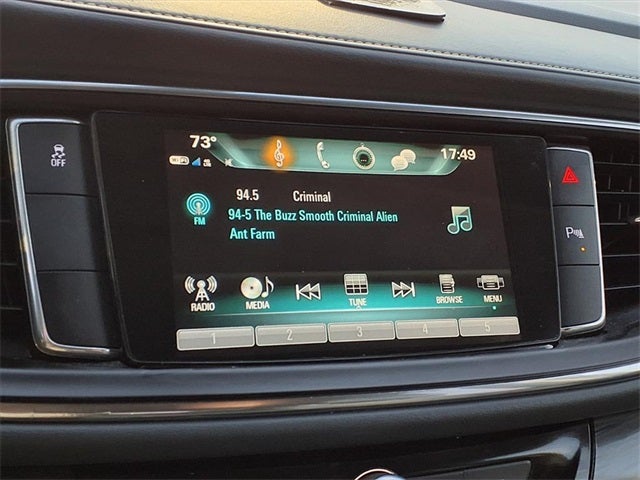 73°
17:49
OFF
94.5 Criminal
FM
94-5 The Buzz Smooth Criminal Alien
Ant Farm
RADIO MEDIA TUNE BROWSE MENU
1 2 3 4 5